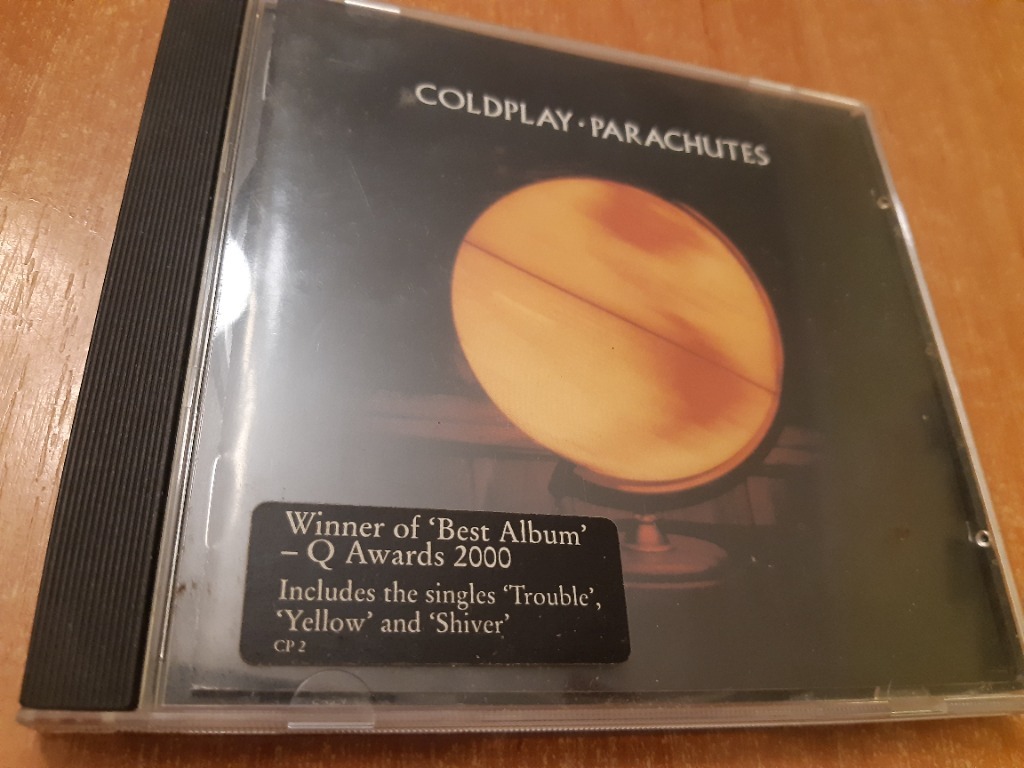 COLDPLAY · PARACHUTES
Winner of ‘Best Album’
– Q Awards 2000
Includes the singles ‘Trouble’,
‘Yellow’ and ‘Shiver’
CP 2